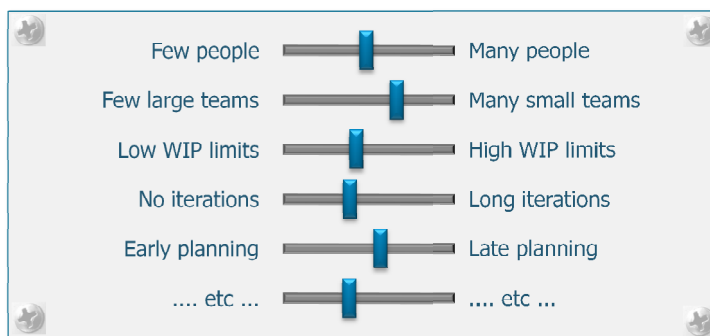 Few people Many people
Few large teams Many small teams
Low WIP limits High WIP limits
No iterations Long iterations
Early planning Late planning
.... etc ... .... etc ...